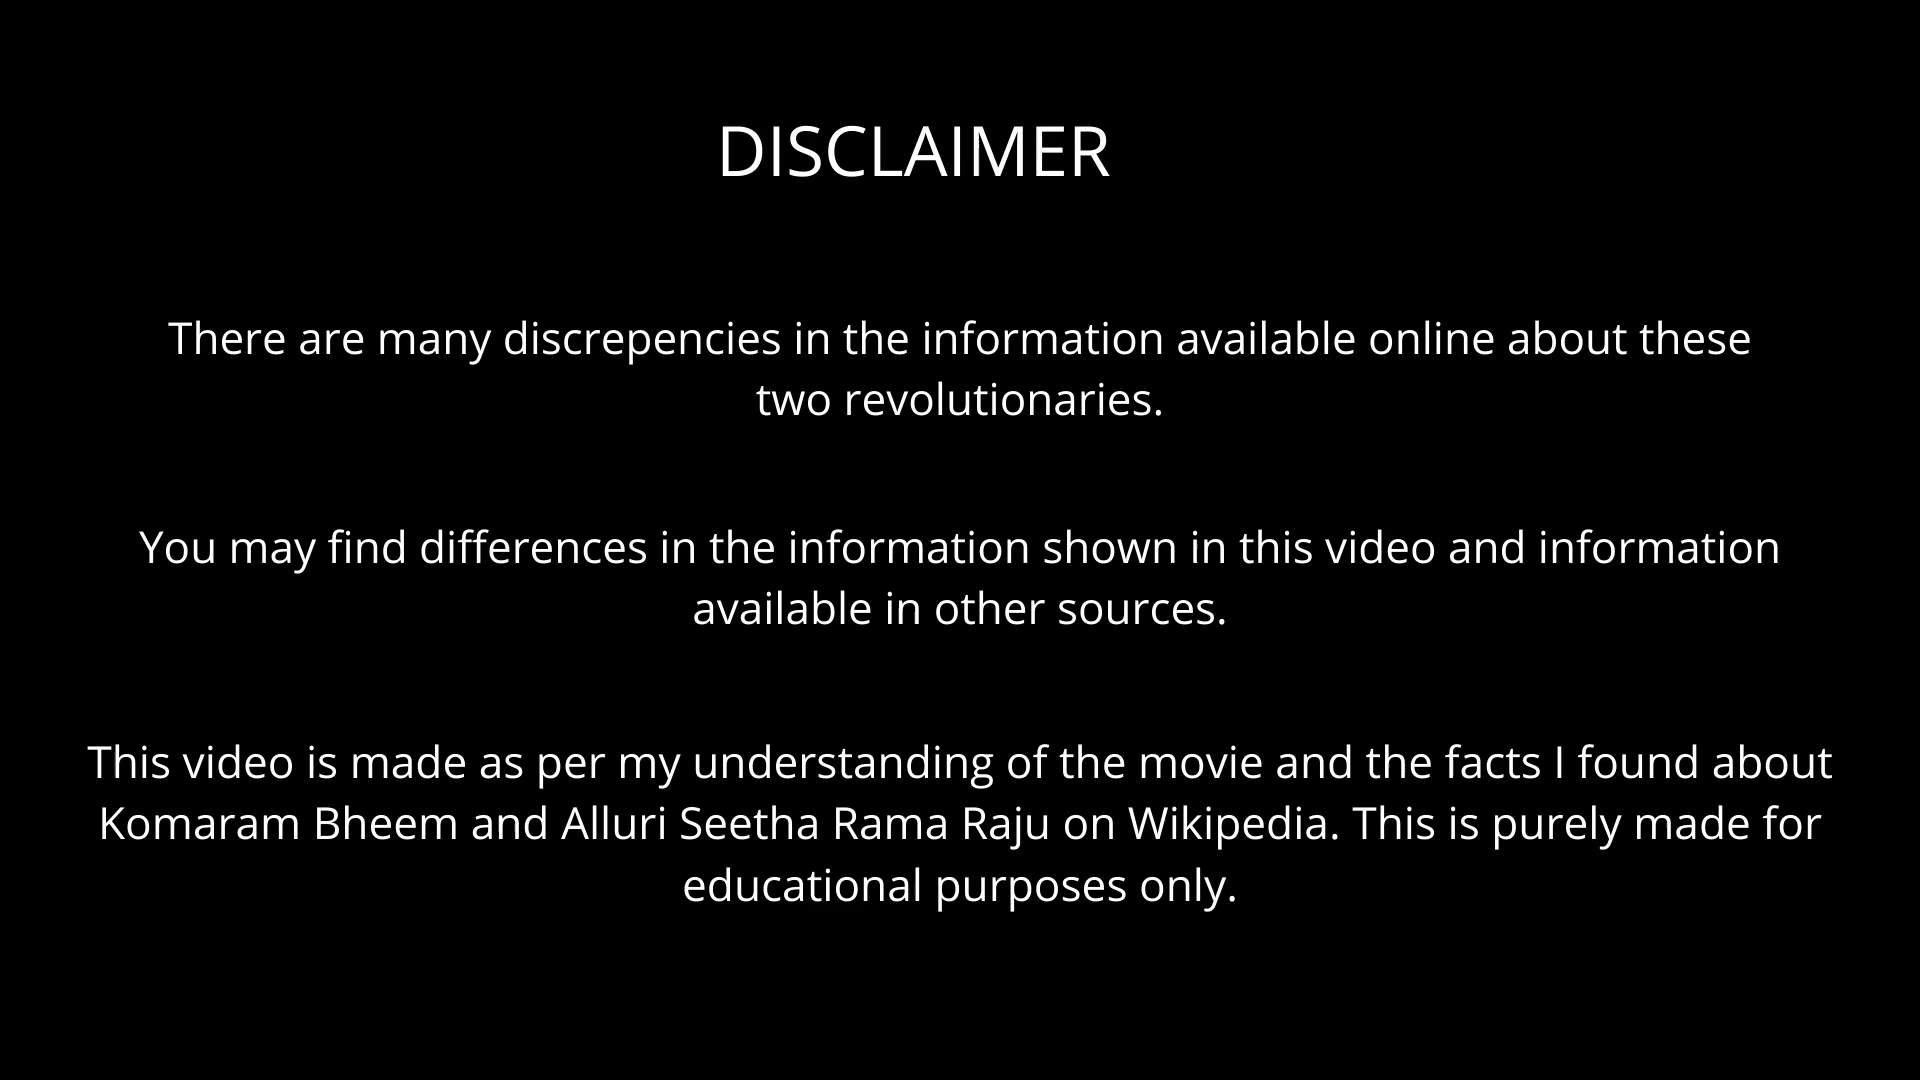 DISCLAIMER
There are many discrepencies in the information available online about these
two revolutionaries.
You may find differences in the information shown in this video and information
available in other sources.
This video is made as per my understanding of the movie and the facts I found about
Komaram Bheem and Alluri Seetha Rama Raju on Wikipedia. This is purely made for
educational purposes only.